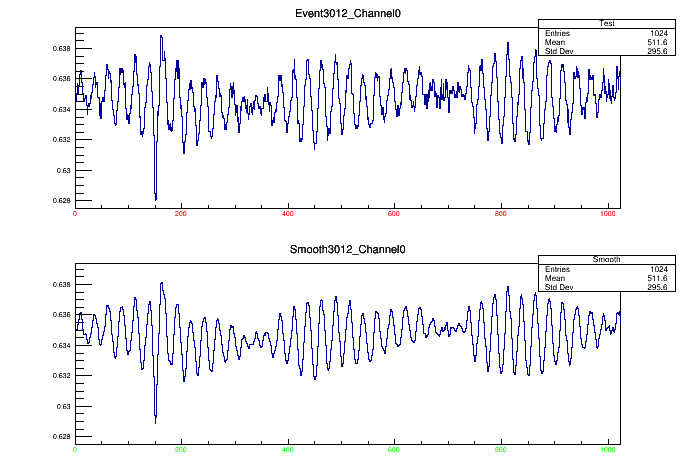 Event3012_Channel0
Test
Entries 1024
Mean 511.6
Std Dev 295.6
0.638
0.636
0.634
0.632
0.63
0.628
0 200 400 600 800 1000
Smooth3012_Channel0
Smooth
Entries 1024
Mean 511.6
Std Dev 295.6
0.638
0.636
0.634
0.632
0.63
0.628
0 200 400 600 800 1000